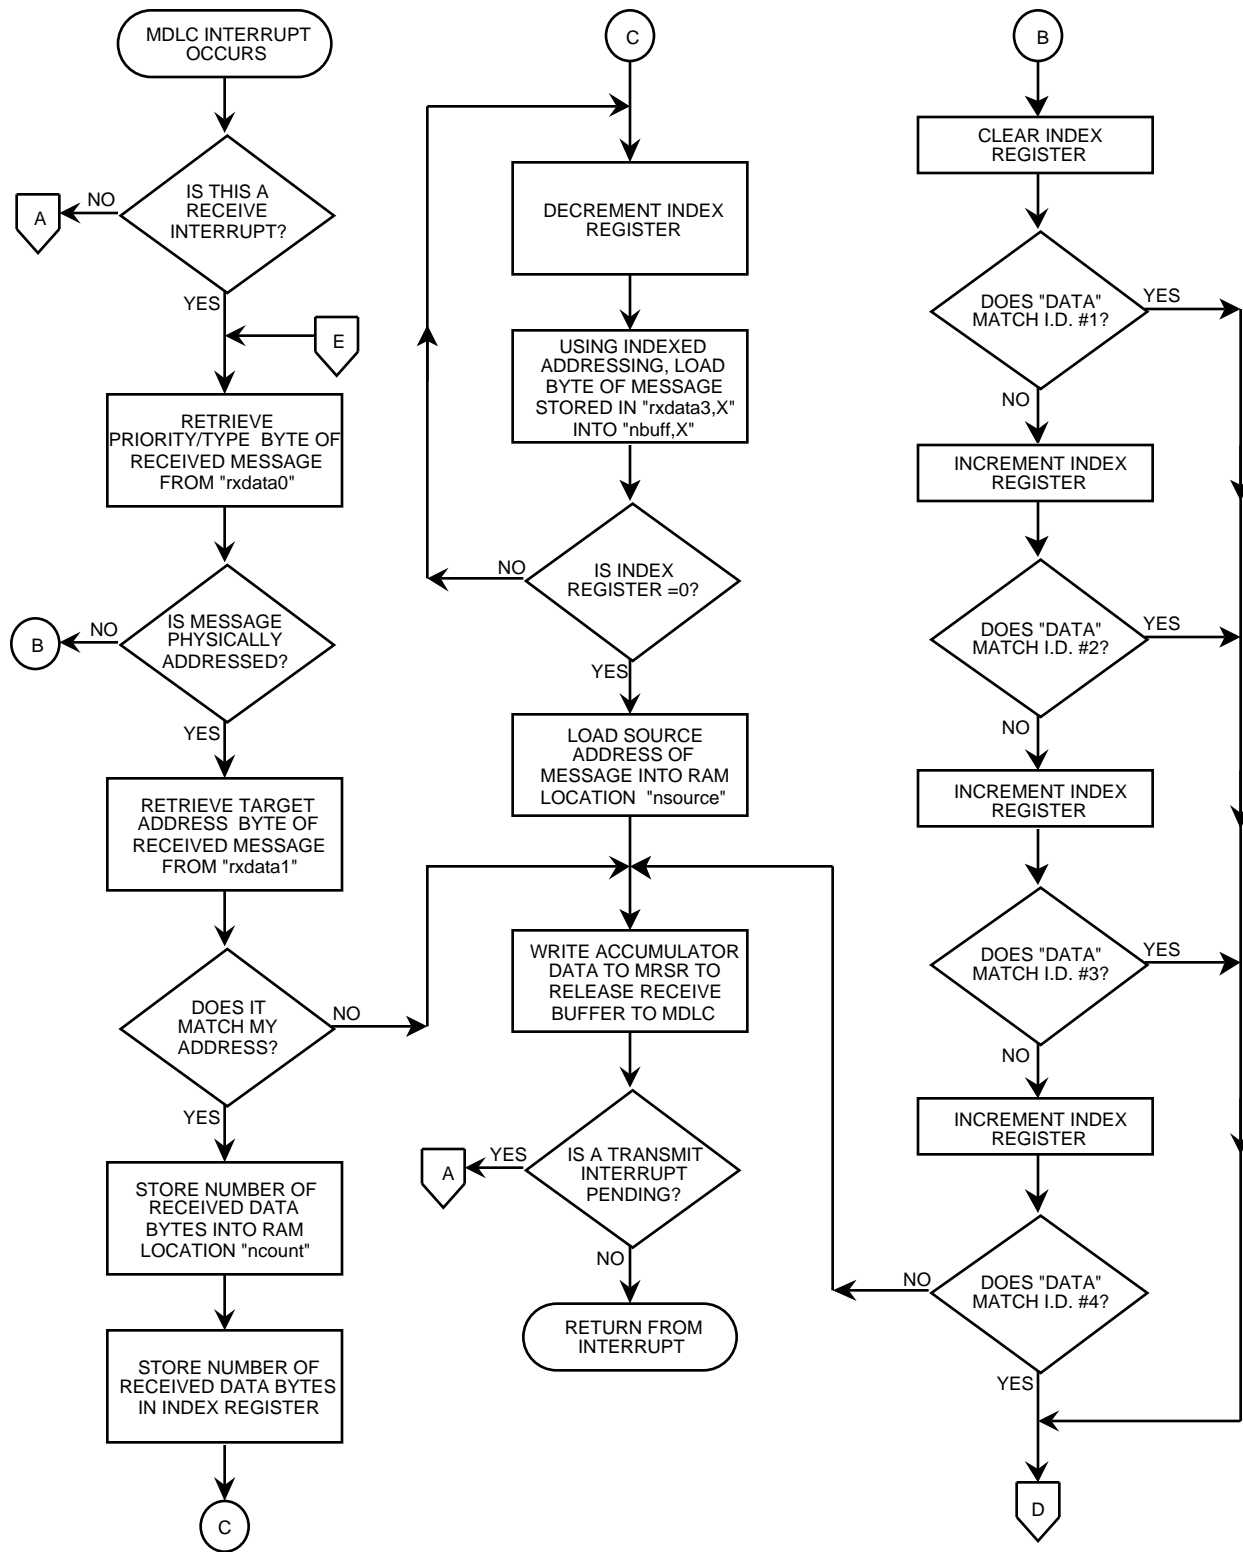 MDLC INTERRUPT
OCCURS
IS THIS A
RECEIVE
INTERRUPT?
NO
A
YES
E
RETRIEVE
PRIORITY/TYPE BYTE OF
RECEIVED MESSAGE
FROM "rxdata0"
IS MESSAGE
PHYSICALLY
ADDRESSED?
NO
B
YES
RETRIEVE TARGET
ADDRESS BYTE OF
RECEIVED MESSAGE
FROM "rxdata1"
DOES IT
MATCH MY
ADDRESS?
NO
YES
STORE NUMBER OF
RECEIVED DATA
BYTES INTO RAM
LOCATION "ncount"
STORE NUMBER OF
RECEIVED DATA BYTES
IN INDEX REGISTER
C
C
DECREMENT INDEX
REGISTER
USING INDEXED
ADDRESSING, LOAD
BYTE OF MESSAGE
STORED IN "rxdata3,X"
INTO "nbuff,X"
IS INDEX
REGISTER =0?
NO
YES
LOAD SOURCE
ADDRESS OF
MESSAGE INTO RAM
LOCATION "nsource"
WRITE ACCUMULATOR
DATA TO MRSR TO
RELEASE RECEIVE
BUFFER TO MDLC
IS A TRANSMIT
INTERRUPT
PENDING?
YES
A
NO
RETURN FROM
INTERRUPT
B
CLEAR INDEX
REGISTER
DOES "DATA"
MATCH I.D. #1?
YES
NO
INCREMENT INDEX
REGISTER
DOES "DATA"
MATCH I.D. #2?
YES
NO
INCREMENT INDEX
REGISTER
DOES "DATA"
MATCH I.D. #3?
YES
NO
INCREMENT INDEX
REGISTER
DOES "DATA"
MATCH I.D. #4?
NO
YES
D